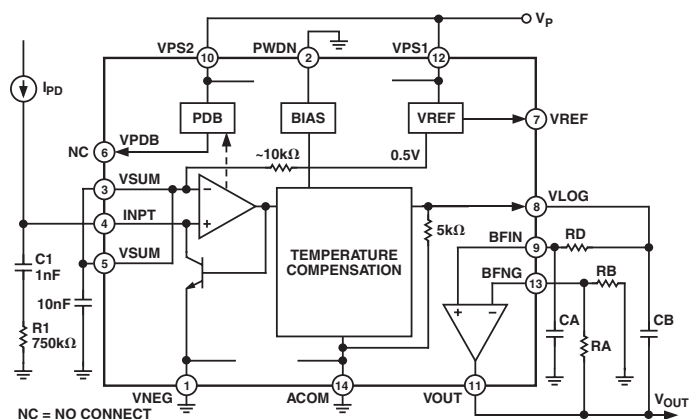 VP
VPS2
PWDN
VPS1
10
2
12
IPD
PDB
BIAS
VREF
7
VREF
VPDB
NC
6
~10kΩ
0.5V
VSUM
3
–
8
VLOG
INPT
4
+
5kΩ
C1
1nF
VSUM
5
TEMPERATURE
COMPENSATION
BFIN
9
RD
BFNG
13
RB
10nF
+
–
R1
750kΩ
CA
RA
CB
1
14
11
VNEG
ACOM
VOUT
VOUT
NC = NO CONNECT